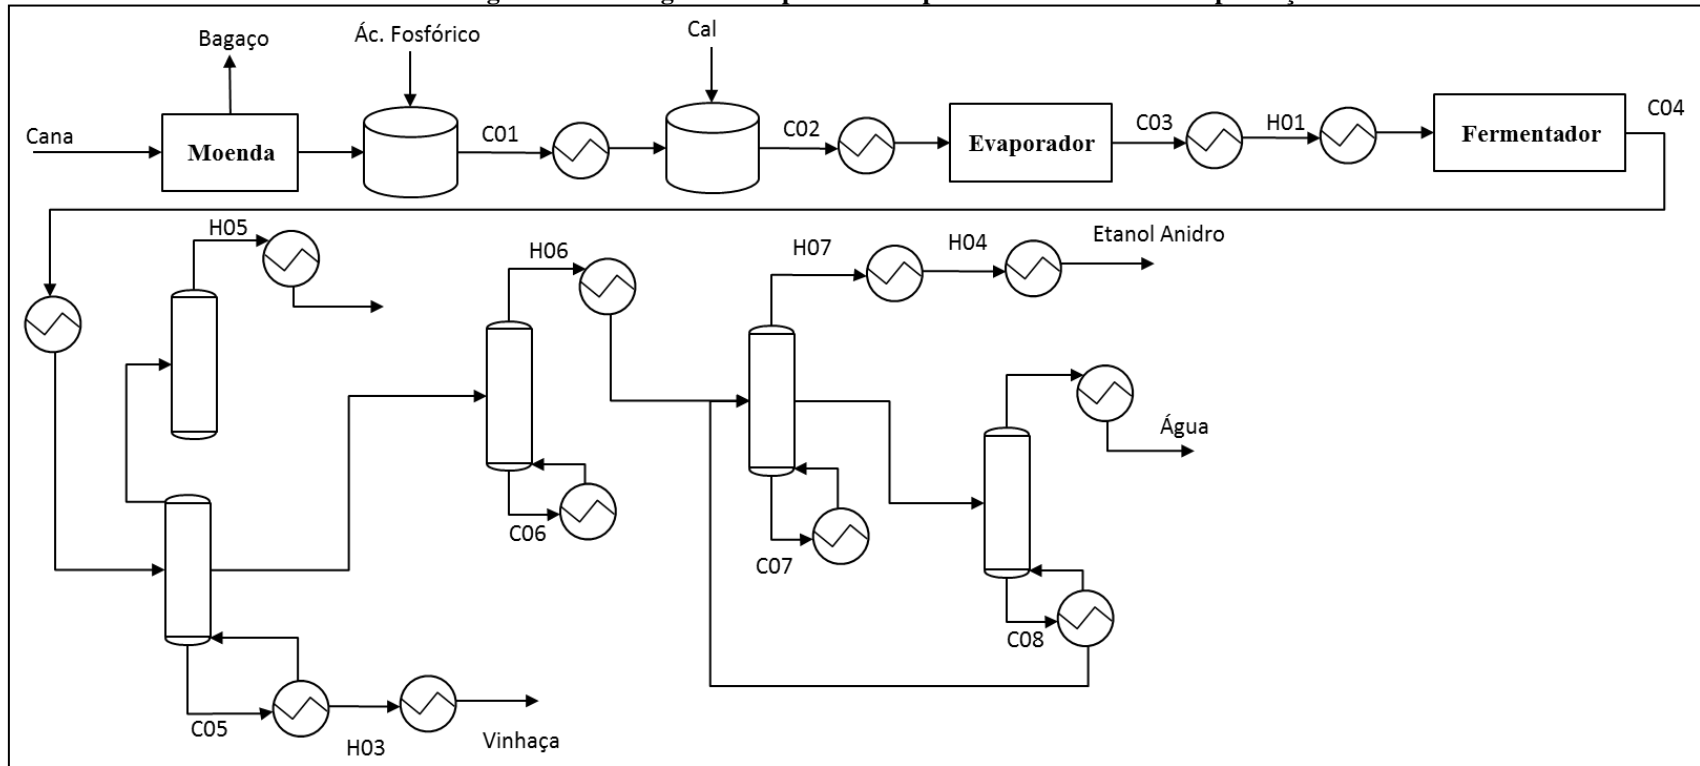 Bagaço
Ác. Fosfórico
Cal
Cana
Moenda
C01
C02
Evaporador
C03
H01
Fermentador
C04
H05
H06
H07
H04
Etanol Anidro
Água
C06
C07
C08
C05
H03
Vinhaça